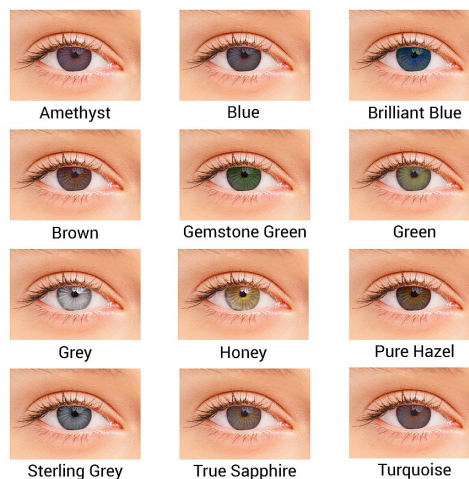 Amethyst
Blue
Brilliant Blue
Brown
Gemstone Green
Green
Grey
Honey
Pure Hazel
Sterling Grey
True Sapphire
Turquoise